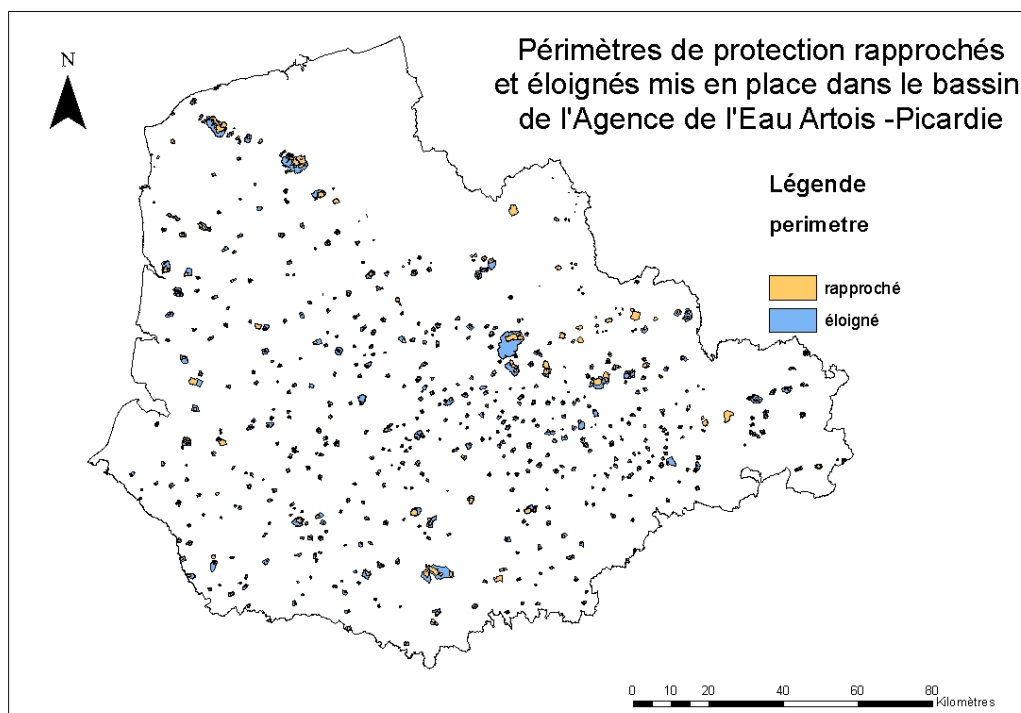 N
Périmètres de protection rapprochés
et éloignés mis en place dans le bassin
de l'Agence de l'Eau Artois -Picardie
Légende
perimetre
rapproché
éloigné
0 10 20 40 60 80
Kilomètres